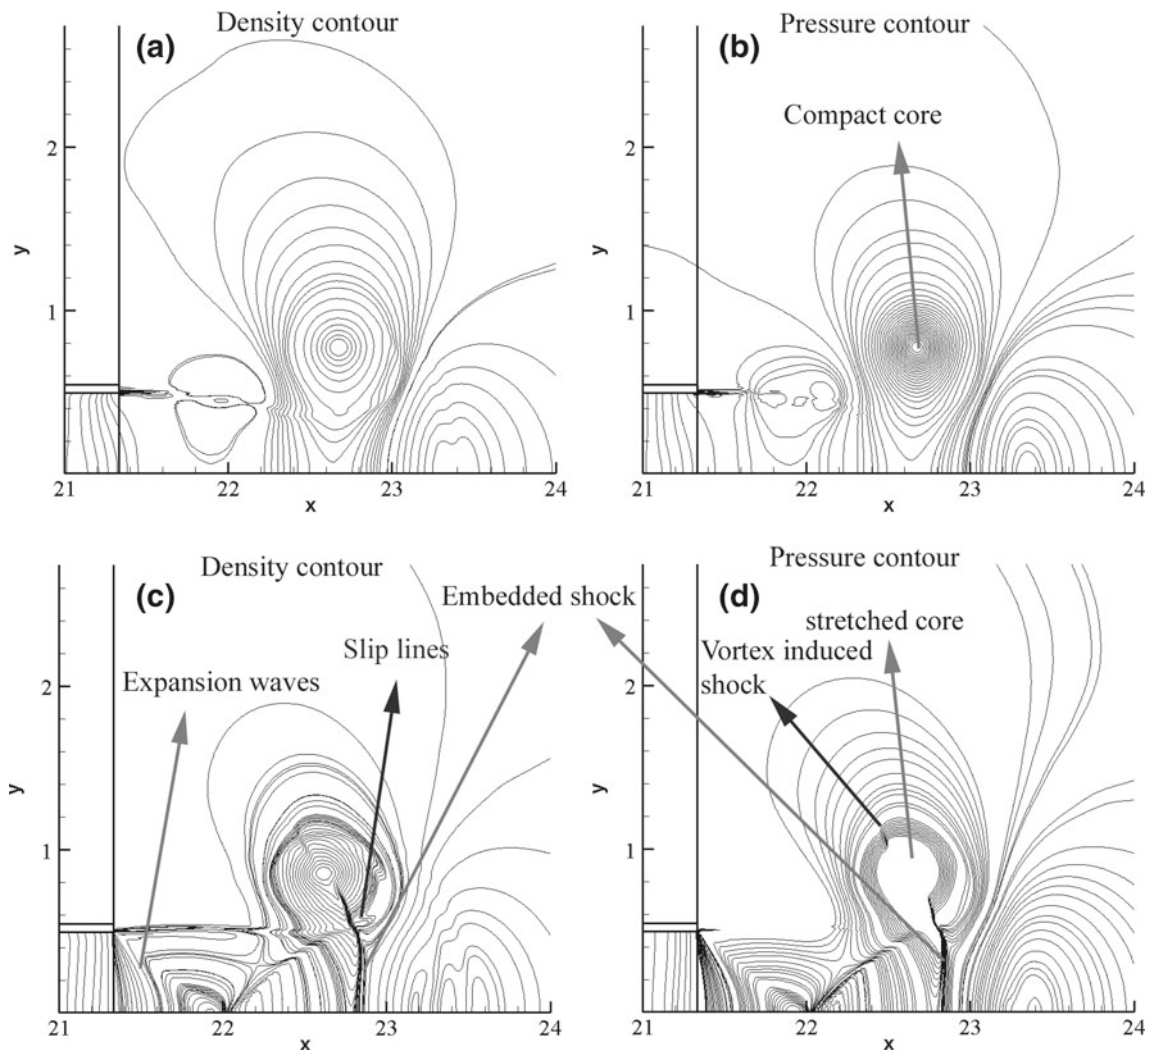 Density contour
Pressure contour
(a)
(b)
Compact core
2
1
y
21
22
23
24
x
2
1
y
21
22
23
24
x
Density contour
Pressure contour
(c)
Embedded shock
(d)
Slip lines
stretched core
Vortex induced
shock
Expansion waves
2
1
y
21
22
23
24
x
2
1
y
21
22
23
24
x